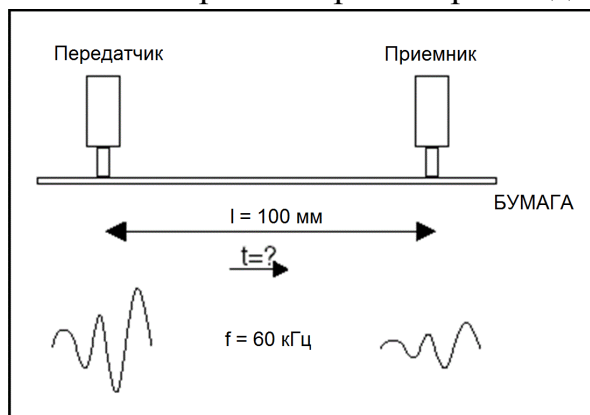 Передатчик
Приемник
БУМАГА
l = 100 мм
t=?
f = 60 кГц